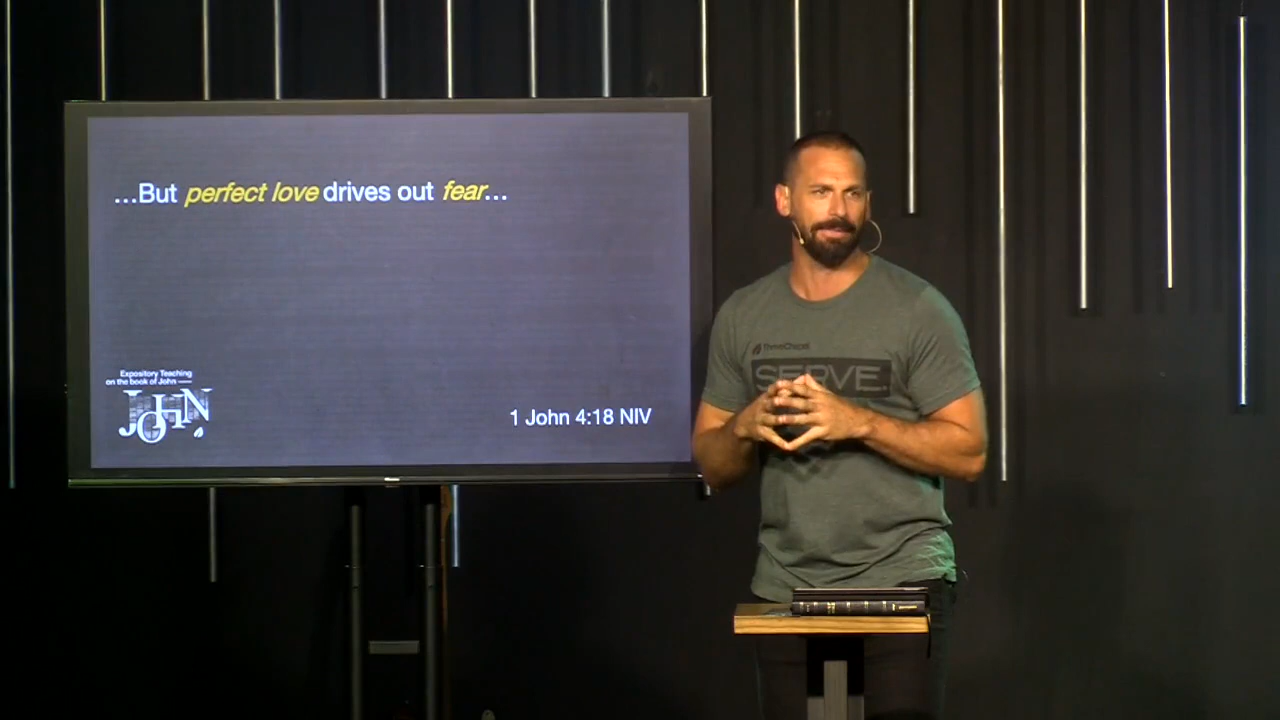 ...But perfect love drives out fear...
Expository Teaching
on the book of John
JOHN
1 John 4:18 NIV
ThriveChapel
SERVE.